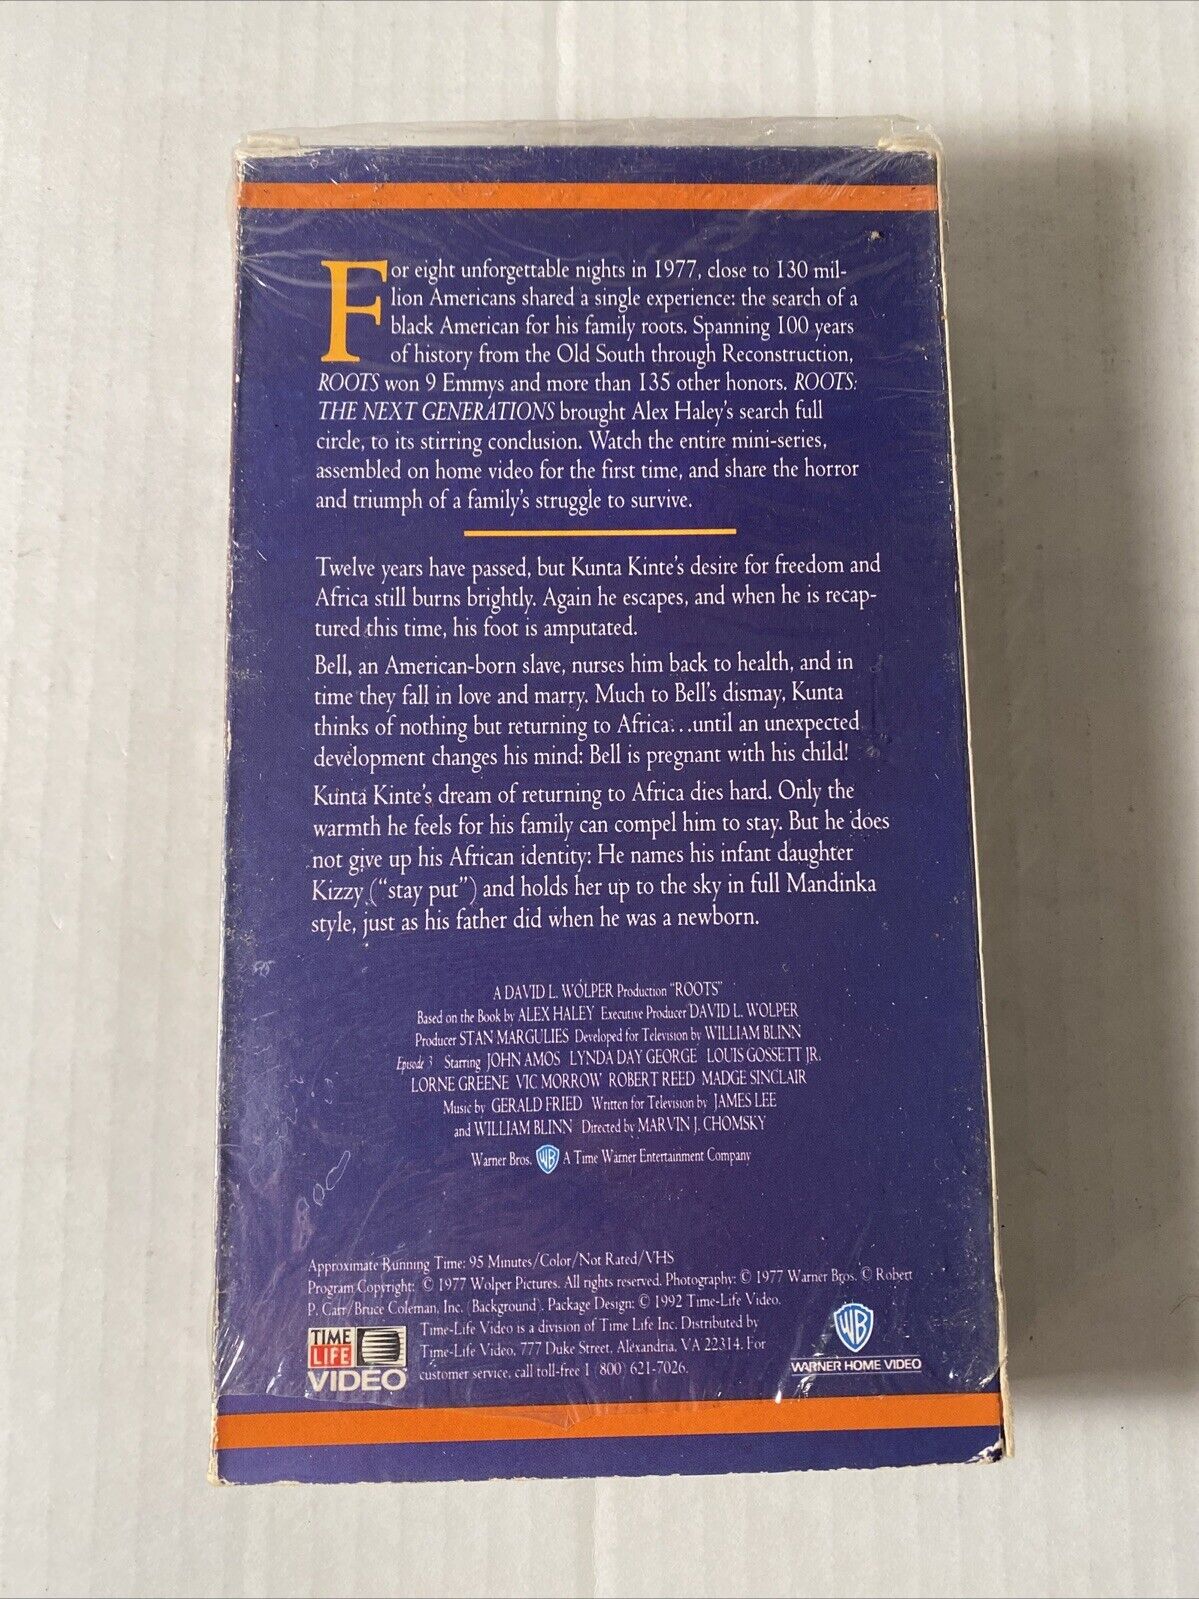 For eight unforgettable nights in 1977, close to 130 mil-
lion Americans shared a single experience: the search of a
black American for his family roots. Spanning 100 years
of history from the Old South through Reconstruction,
ROOTS won 9 Emmys and more than 135 other honors. ROOTS:
THE NEXT GENERATIONS brought Alex Haley's search full
circle, to its stirring conclusion. Watch the entire mini-series,
assembled on home video for the first time, and share the horror
and triumph of a family's struggle to survive.
Twelve years have passed, but Kunta Kinte's desire for freedom and
Africa still burns brightly. Again he escapes, and when he is recap-
tured this time, his foot is amputated.
Bell, an American-born slave, nurses him back to health, and in
time they fall in love and marry. Much to Bell's dismay, Kunta
thinks of nothing but returning to Africa...until an unexpected
development changes his mind: Bell is pregnant with his child!
Kunta Kinte's dream of returning to Africa dies hard. Only the
warmth he feels for his family can compel him to stay. But he does
not give up his African identity: He names his infant daughter
Kizzy ("stay put") and holds her up to the sky in full Mandinka
style, just as his father did when he was a newborn.
A DAVID L. WOLPER Production "ROOTS"
Based on the Book by ALEX HALEY Executive Producer DAVID L. WOLPER
Producer STAN MARGULIES Developed for Television by WILLIAM BLINN
Episode 3 Starring JOHN AMOS LYNDA DAY GEORGE LOUIS GOSSETT JR.
LORNE GREENE VIC MORROW ROBERT REED MADGE SINCLAIR
Music by GERALD FRIED Written for Television by JAMES LEE
and WILLIAM BLINN Directed by MARVIN J. CHOMSKY
Warner Bros. WB A Time Warner Entertainment Company
Approximate Running Time: 95 Minutes/Color/Not Rated/VHS
Program Copyright: © 1977 Wolper Pictures. All rights reserved. Photography: © 1977 Warner Bros. © Robert
P. Carr/Bruce Coleman, Inc. (Background). Package Design: © 1992 Time-Life Video.
Time-Life Video is a division of Time Life Inc. Distributed by
Time-Life Video, 777 Duke Street, Alexandria, VA 22314. For
customer service, call toll-free 1 (800) 621-7026.
TIME
LIFE
VIDEO
WB
WARNER HOME VIDEO